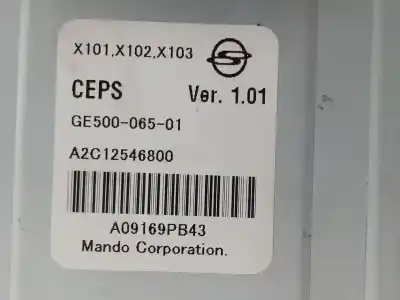 X101,X102,X103
CEPS Ver. 1.01
GE500-065-01
A2C12546800
A09169PB43
Mando Corporation.